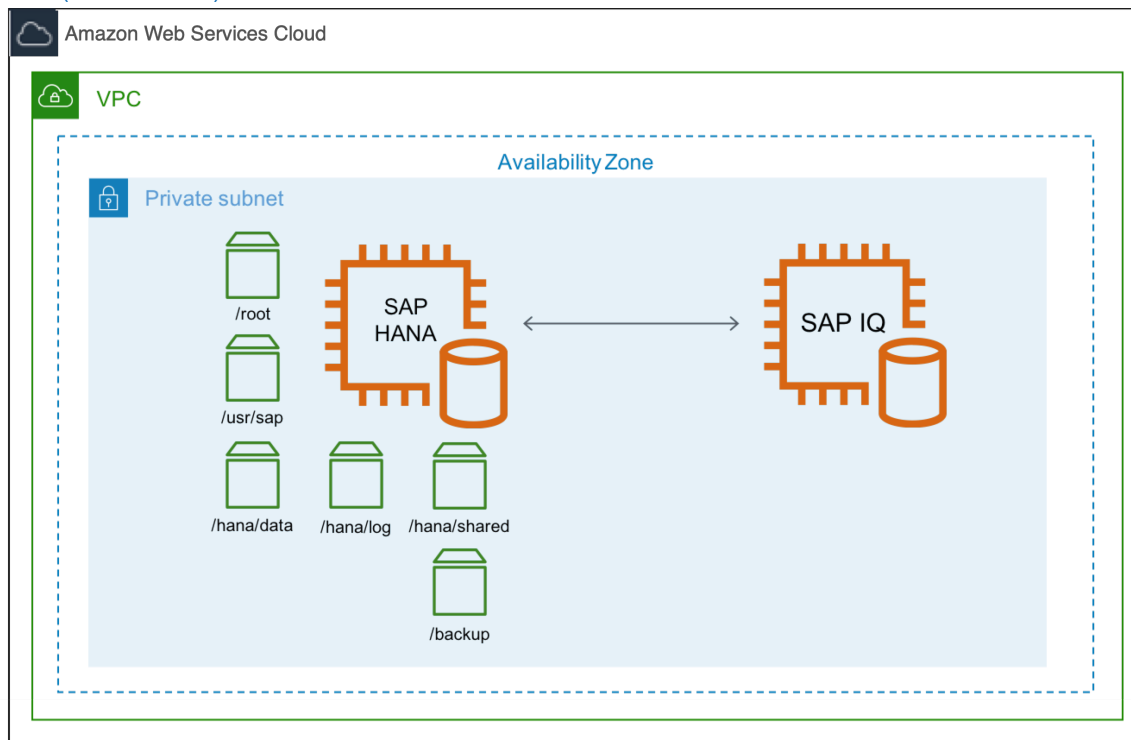 Amazon Web Services Cloud
VPC
Availability Zone
Private subnet
/root
SAP
HANA
SAP IQ
/usr/sap
/hana/data
/hana/log
/hana/shared
/backup